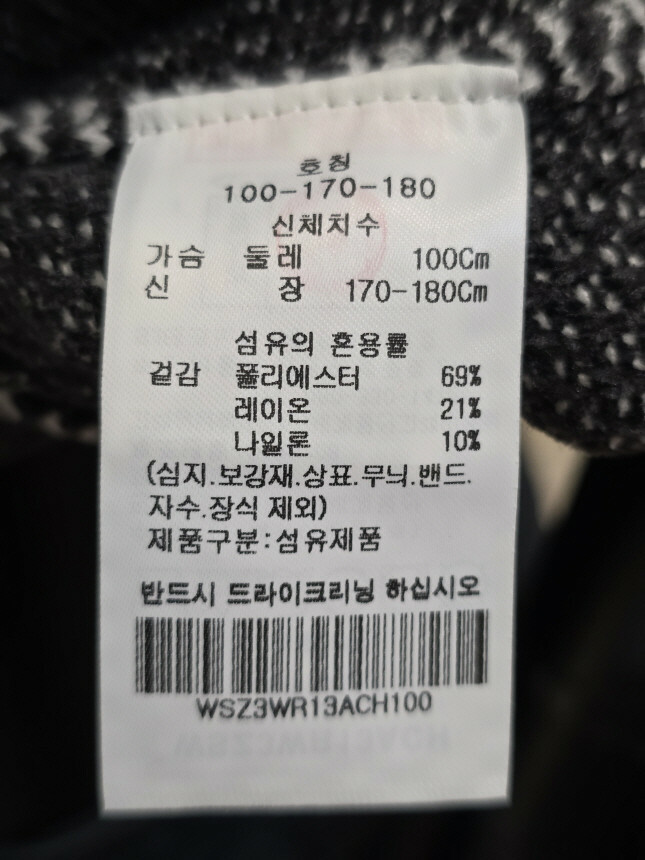 호칭
100-170-180
신체치수
가슴 둘레 100Cm
신 장 170-180Cm
섬유의 혼용률
겉감 폴리에스터 69%
레이온 21%
나일론 10%
(심지.보강재.상표.무늬.밴드.
자수.장식 제외)
제품구분:섬유제품
반드시 드라이크리닝 하십시오
WSZ3WR13ACH100